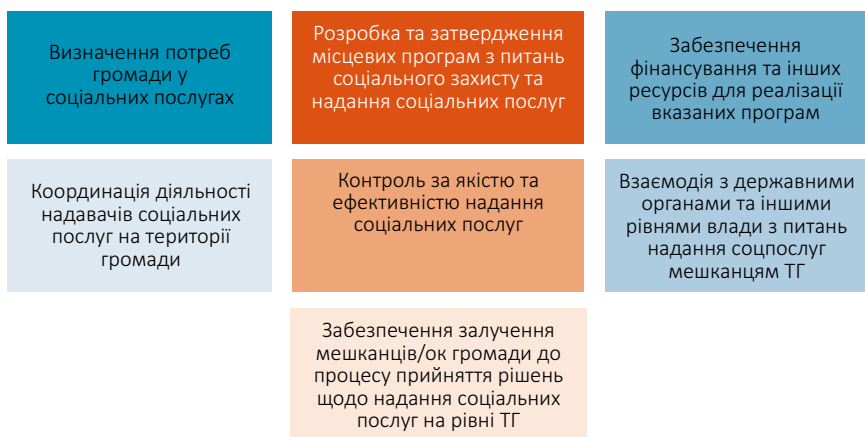 Визначення потреб
громади у
соціальних послугах
Розробка та затвердження
місцевих програм з питань
соціального захисту та
надання соціальних послуг
Забезпечення
фінансування та інших
ресурсів для реалізації
вказаних програм
Координація діяльності
надавачів соціальних
послуг на території
громади
Контроль за якістю та
ефективністю надання
соціальних послуг
Взаємодія з державними
органами та іншими
рівнями влади з питань
надання соцпослуг
мешканцям ТГ
Забезпечення залучення
мешканців/ок громади до
процесу прийняття рішень
щодо надання соціальних
послуг на рівні ТГ